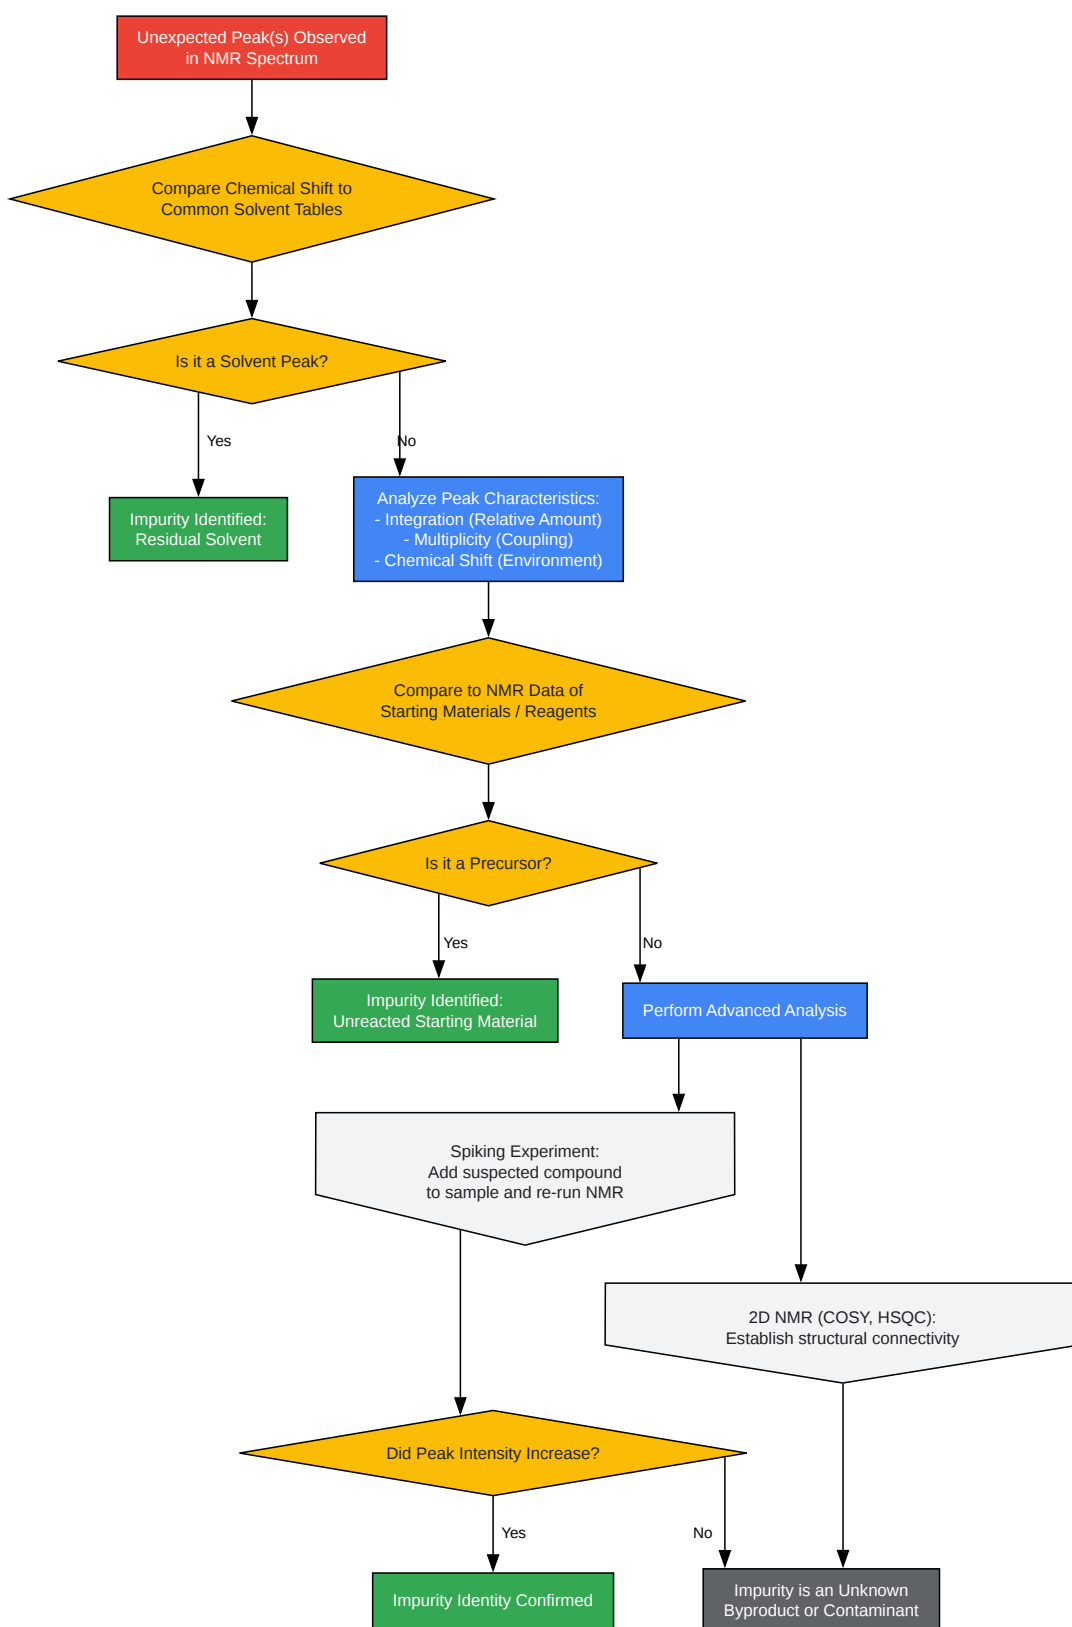 Unexpected Peak(s) Observed
in NMR Spectrum
Compare Chemical Shift to
Common Solvent Tables
Is it a Solvent Peak?
Yes
No
Impurity Identified:
Residual Solvent
Analyze Peak Characteristics:
- Integration (Relative Amount)
- Multiplicity (Coupling)
- Chemical Shift (Environment)
Compare to NMR Data of
Starting Materials / Reagents
Is it a Precursor?
Yes
No
Impurity Identified:
Unreacted Starting Material
Perform Advanced Analysis
Spiking Experiment:
Add suspected compound
to sample and re-run NMR
2D NMR (COSY, HSQC):
Establish structural connectivity
Did Peak Intensity Increase?
Yes
No
Impurity Identity Confirmed
Impurity is an Unknown
Byproduct or Contaminant